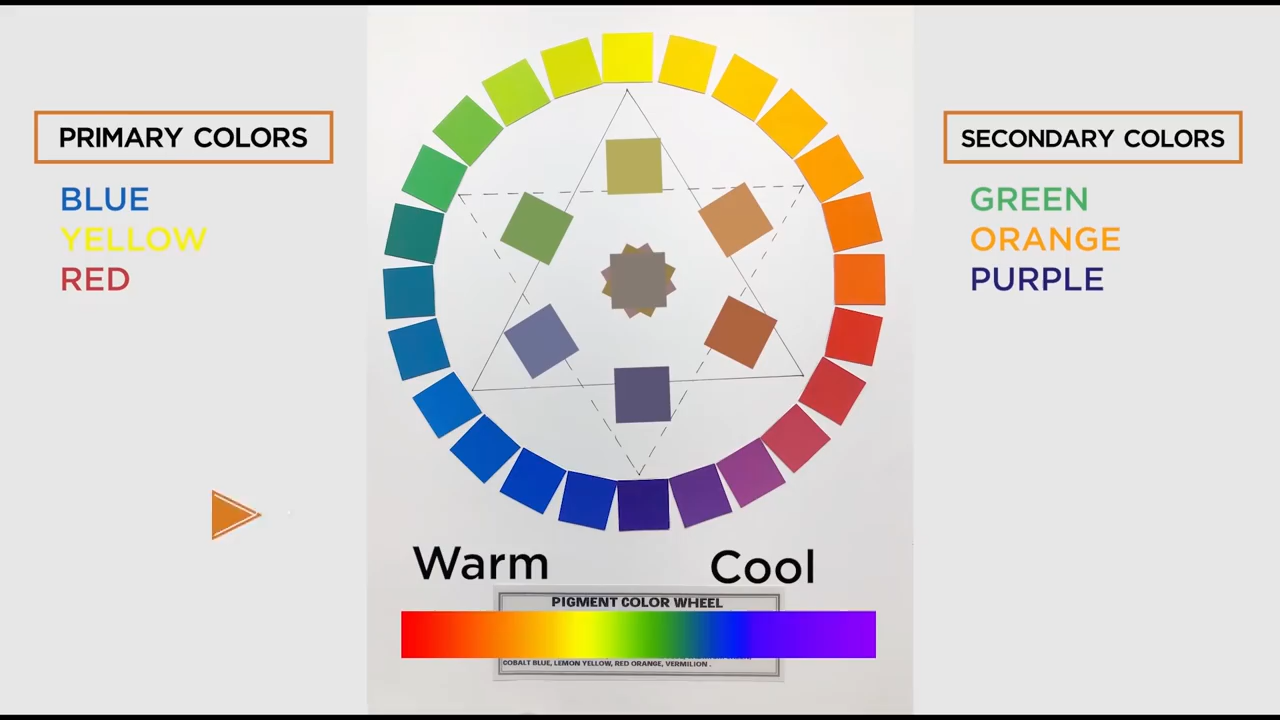 PRIMARY COLORS
BLUE
YELLOW
RED
SECONDARY COLORS
GREEN
ORANGE
PURPLE
Warm
Cool
PIGMENT COLOR WHEEL
COBALT BLUE, LEMON YELLOW, RED ORANGE, VERMILION .